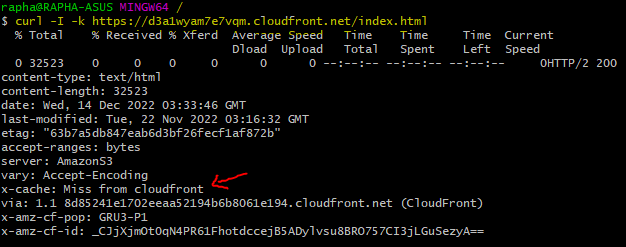 rapha@RAPHA-ASUS MINGW64 /
$ curl -I -k https://d3a1wyam7e7vqm.cloudfront.net/index.html
% Total % Received % Xferd Average Speed Time Time Time Current
Dload Upload Total Spent Left Speed
0 32523 0 0 0 0 0 0 --:--:-- --:--:-- --:--:-- 0HTTP/2 200
content-type: text/html
content-length: 32523
date: Wed, 14 Dec 2022 03:33:46 GMT
last-modified: Tue, 22 Nov 2022 03:16:32 GMT
etag: "63b7a5db847eab6d3bf26fecf1af872b"
accept-ranges: bytes
server: AmazonS3
vary: Accept-Encoding
x-cache: Miss from cloudfront
via: 1.1 8d85241e1702eeaa52194b6b8061e194.cloudfront.net (CloudFront)
x-amz-cf-pop: GRU3-P1
x-amz-cf-id: _CJjXjmOtOqN4PR61FhotdccejB5ADylvsu8BRO757CI3jLGuSezyA==